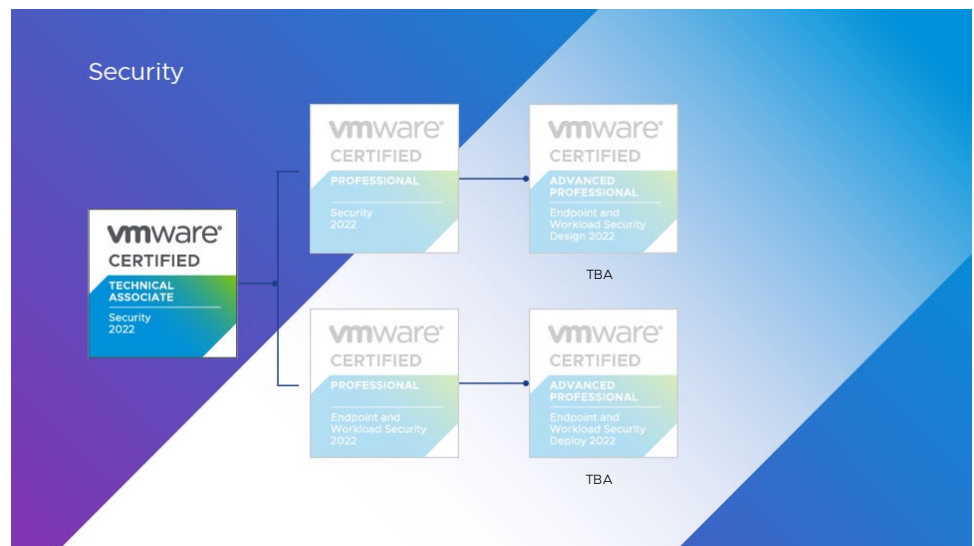 Security
vmware®
CERTIFIED
TECHNICAL
ASSOCIATE
Security
2022
vmware®
CERTIFIED
PROFESSIONAL
Security
2022
vmware®
CERTIFIED
ADVANCED
PROFESSIONAL
Endpoint and
Workload Security
Design 2022
TBA
vmware®
CERTIFIED
PROFESSIONAL
Endpoint and
Workload Security
2022
vmware®
CERTIFIED
ADVANCED
PROFESSIONAL
Endpoint and
Workload Security
Deploy 2022
TBA